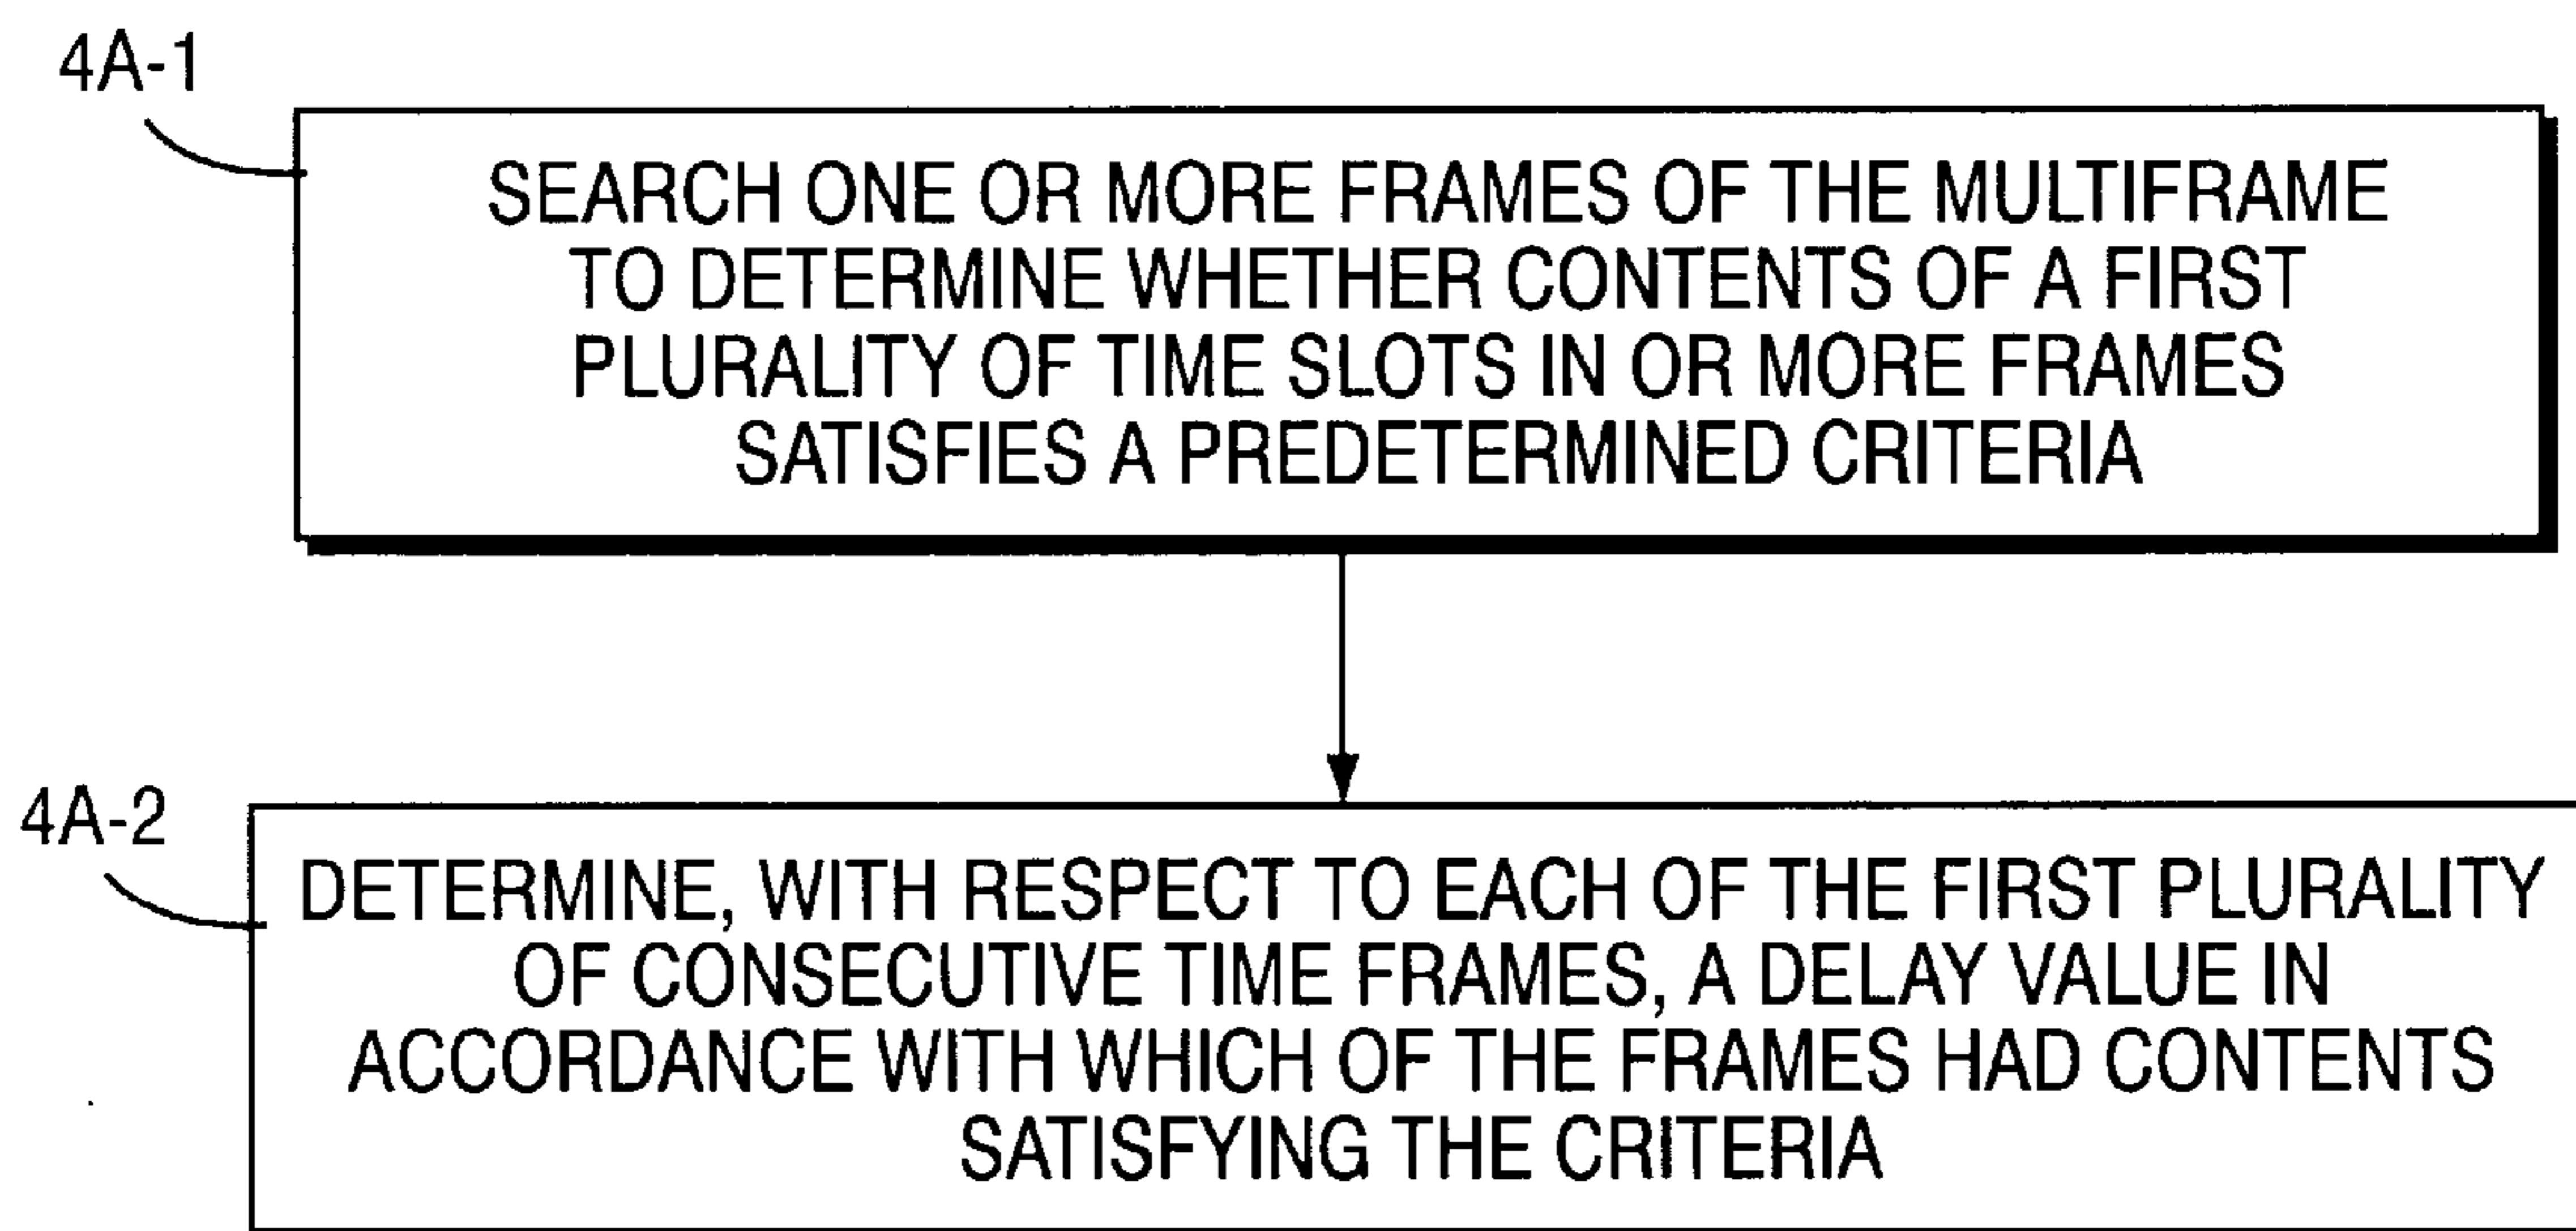 4A-1
SEARCH ONE OR MORE FRAMES OF THE MULTIFRAME
TO DETERMINE WHETHER CONTENTS OF A FIRST
PLURALITY OF TIME SLOTS IN OR MORE FRAMES
SATISFIES A PREDETERMINED CRITERIA
4A-2
DETERMINE, WITH RESPECT TO EACH OF THE FIRST PLURALITY
OF CONSECUTIVE TIME FRAMES, A DELAY VALUE IN
ACCORDANCE WITH WHICH OF THE FRAMES HAD CONTENTS
SATISFYING THE CRITERIA